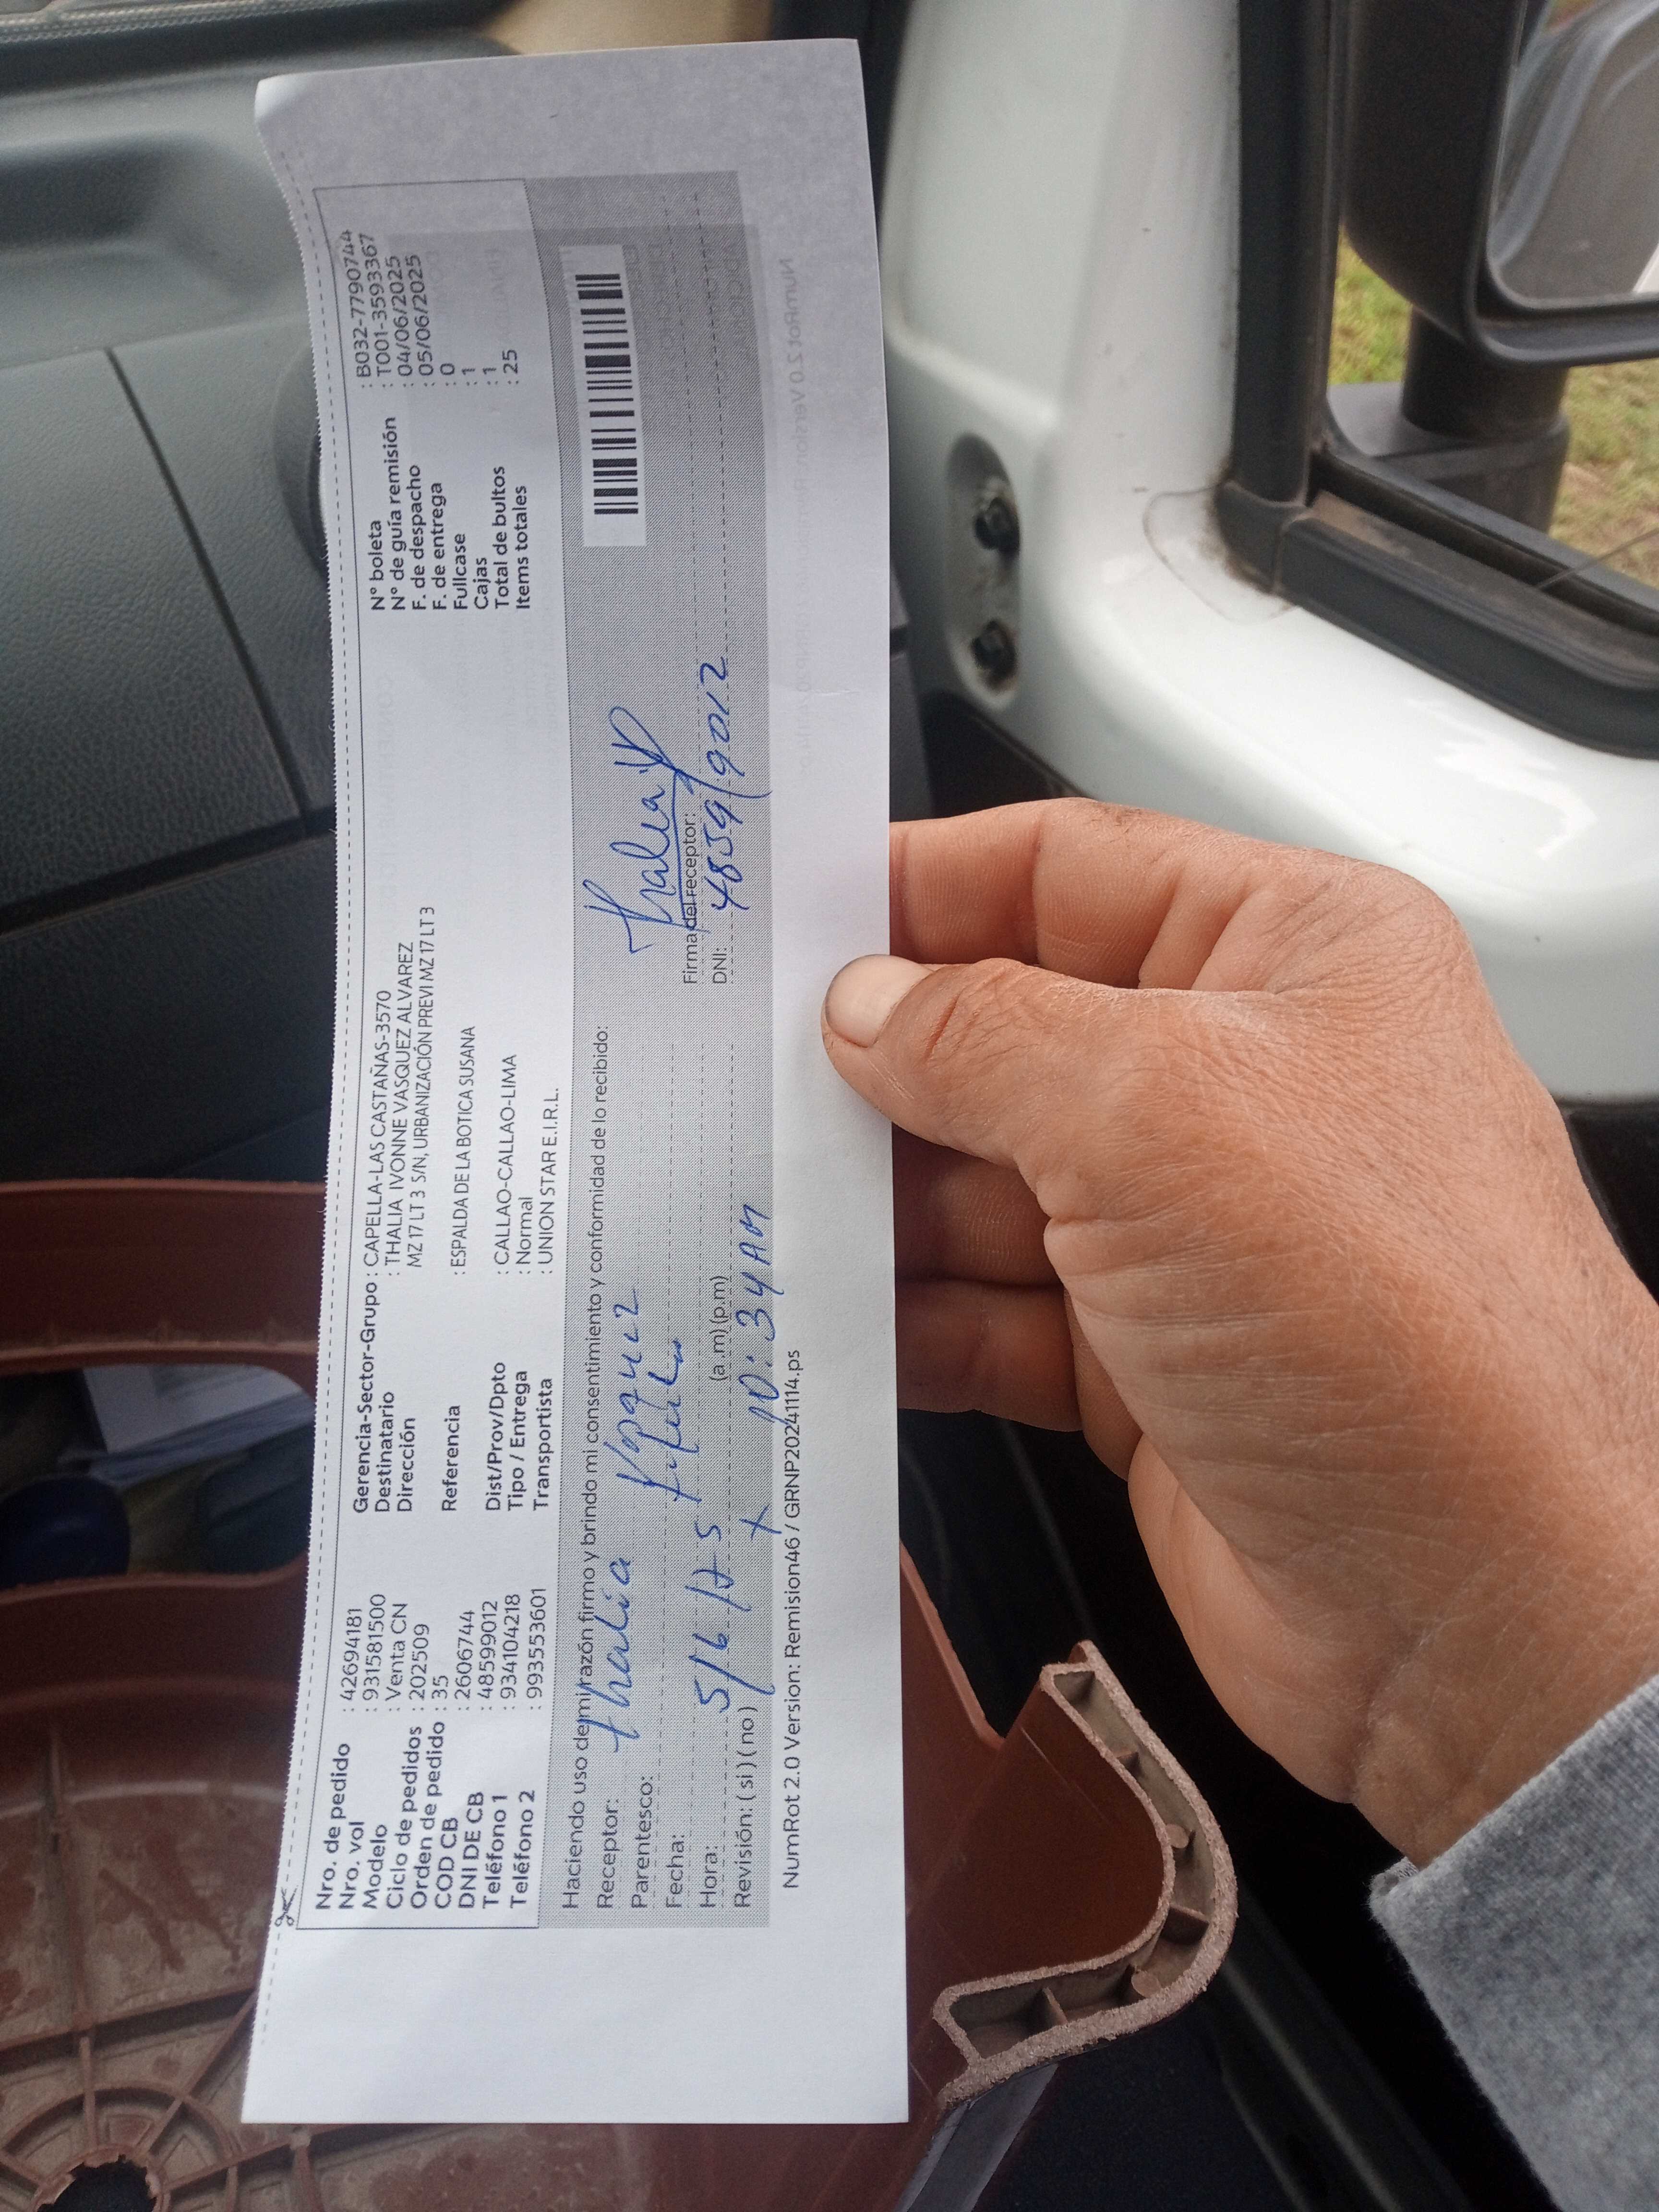 Nro. de pedido : 42694181
Nro. vol : 931581500
Modelo : Venta CN
Ciclo de pedidos : 202509
Orden de pedido : 35
COD CB : 2606744
DNI DE CB : 48599012
Teléfono 1 : 934104218
Teléfono 2 : 993553601
Gerencia-Sector-Grupo : CAPELLA-LAS CASTAÑAS-3570
Destinatario : THALIA IVONNE VASQUEZ ALVAREZ
Dirección MZ 17 LT 3 S/N, URBANIZACIÓN PREVI MZ 17 LT 3
Referencia : ESPALDA DE LA BOTICA SUSANA
Dist/Prov/Dpto : CALLAO-CALLAO-LIMA
Tipo / Entrega : Normal
Transportista : UNION STAR E.I.R.L.
N° boleta : B032-7790744
N° de guía remisión : T001-3593367
F. de despacho : 04/06/2025
F. de entrega : 05/06/2025
Fullcase : 0
Cajas : 1
Total de bultos : 1
Items totales : 25
Haciendo uso de mi razón firmo y brindo mi consentimiento y conformidad de lo recibido:
Receptor: Thalia Vasquez
Parentesco: titular
Fecha: 5/6/25
Hora: (a.m) (p.m) 10:34 AM
Revisión: ( si ) ( no ) X
Thalia V
Firma del receptor:
DNI: 48599012
NumRot 2.0 Version: Remision46 / GRNP20241114.ps